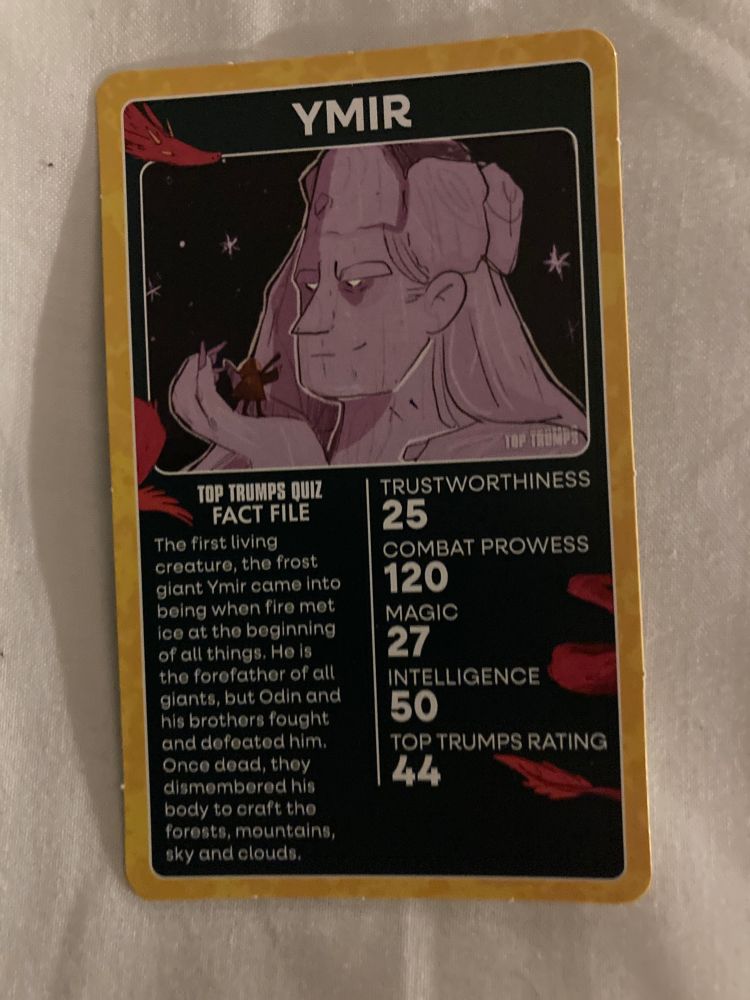 YMIR
TOP TRUMPS
TOP TRUMPS QUIZ
FACT FILE
The first living
creature, the frost
giant Ymir came into
being when fire met
ice at the beginning
of all things. He is
the forefather of all
giants, but Odin and
his brothers fought
and defeated him.
Once dead, they
dismembered his
body to craft the
forests, mountains,
sky and clouds.
TRUSTWORTHINESS
25
COMBAT PROWESS
120
MAGIC
27
INTELLIGENCE
50
TOP TRUMPS RATING
44